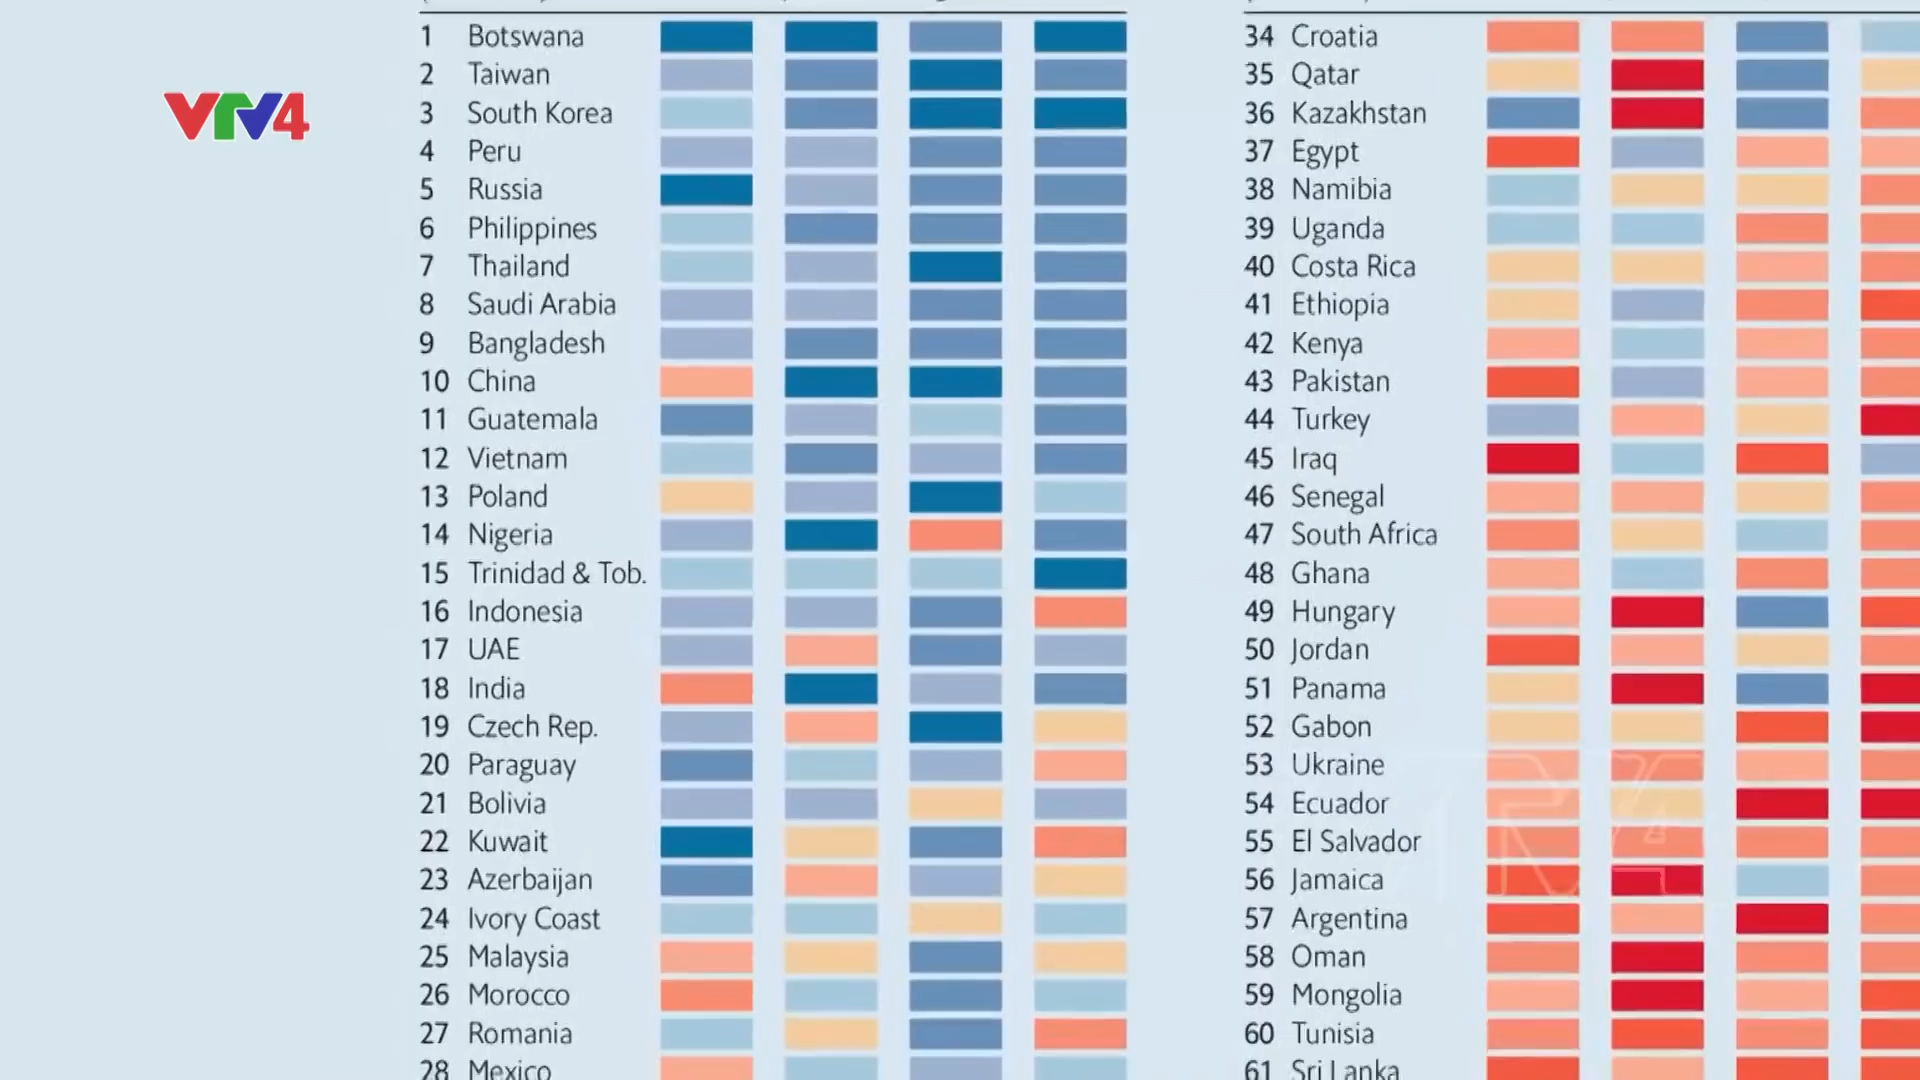 VTV4
1 Botswana
2 Taiwan
3 South Korea
4 Peru
5 Russia
6 Philippines
7 Thailand
8 Saudi Arabia
9 Bangladesh
10 China
11 Guatemala
12 Vietnam
13 Poland
14 Nigeria
15 Trinidad & Tob.
16 Indonesia
17 UAE
18 India
19 Czech Rep.
20 Paraguay
21 Bolivia
22 Kuwait
23 Azerbaijan
24 Ivory Coast
25 Malaysia
26 Morocco
27 Romania
28 Mexico
34 Croatia
35 Qatar
36 Kazakhstan
37 Egypt
38 Namibia
39 Uganda
40 Costa Rica
41 Ethiopia
42 Kenya
43 Pakistan
44 Turkey
45 Iraq
46 Senegal
47 South Africa
48 Ghana
49 Hungary
50 Jordan
51 Panama
52 Gabon
53 Ukraine
54 Ecuador
55 El Salvador
56 Jamaica
57 Argentina
58 Oman
59 Mongolia
60 Tunisia
61 Sri Lanka